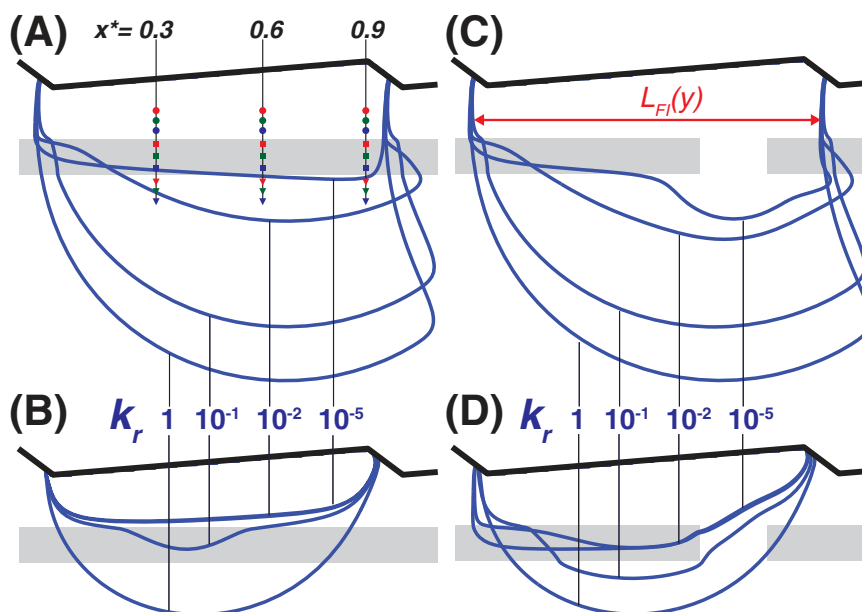 (A) x*= 0.3 0.6 0.9 (C)
L_FI(y)
(B) k_r 1 10⁻¹ 10⁻² 10⁻⁵ (D) k_r 1 10⁻¹ 10⁻² 10⁻⁵